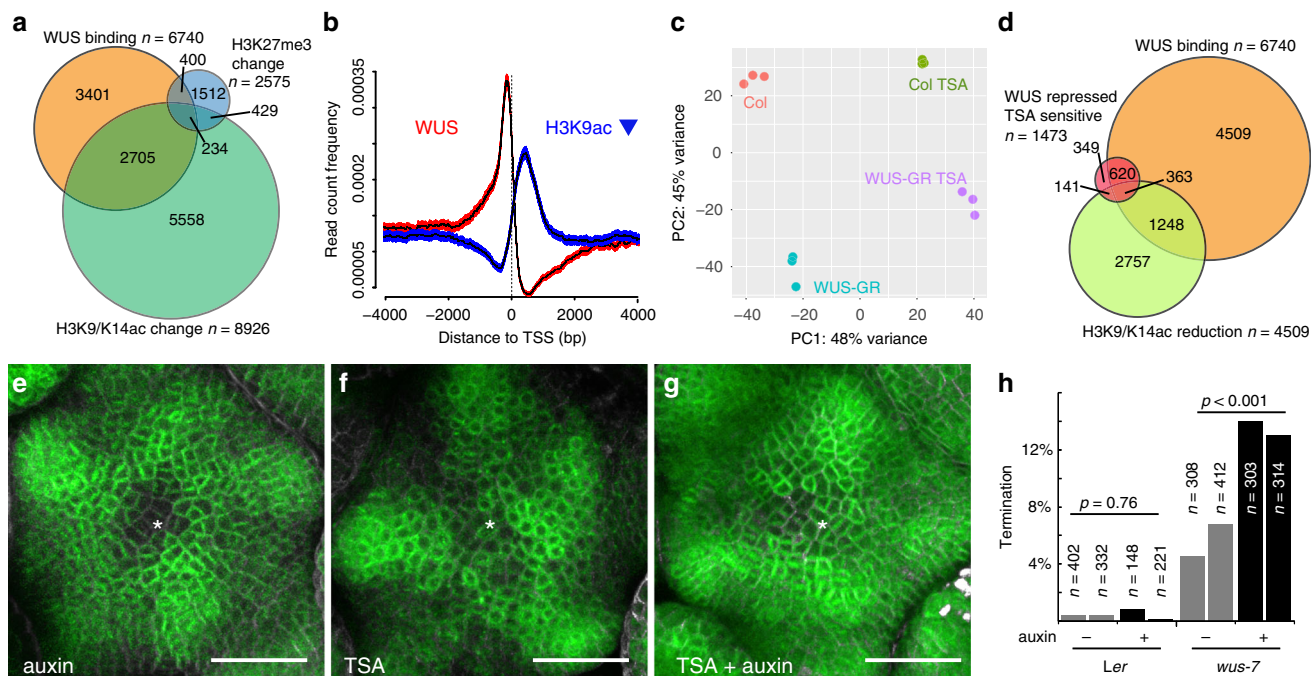 a
WUS binding n = 6740
H3K27me3
change
n = 2575
400
3401
1512
429
234
2705
5558
H3K9/K14ac change n = 8926
b
Read count frequency
0.00035
0.0002
0.00005
WUS
H3K9ac
−4000
−2000
0
2000
4000
Distance to TSS (bp)
c
PC2: 45% variance
20
0
−20
−40
Col
Col TSA
WUS-GR TSA
WUS-GR
−40
−20
0
20
40
PC1: 48% variance
d
WUS binding n = 6740
WUS repressed
TSA sensitive
n = 1473
4509
349
620
363
141
1248
2757
H3K9/K14ac reduction n = 4509
e
auxin
*
f
TSA
*
g
TSA + auxin
*
h
Termination
12%
8%
4%
p < 0.001
p = 0.76
n = 402
n = 332
n = 148
n = 221
n = 308
n = 412
n = 303
n = 314
auxin − + − +
Ler wus-7